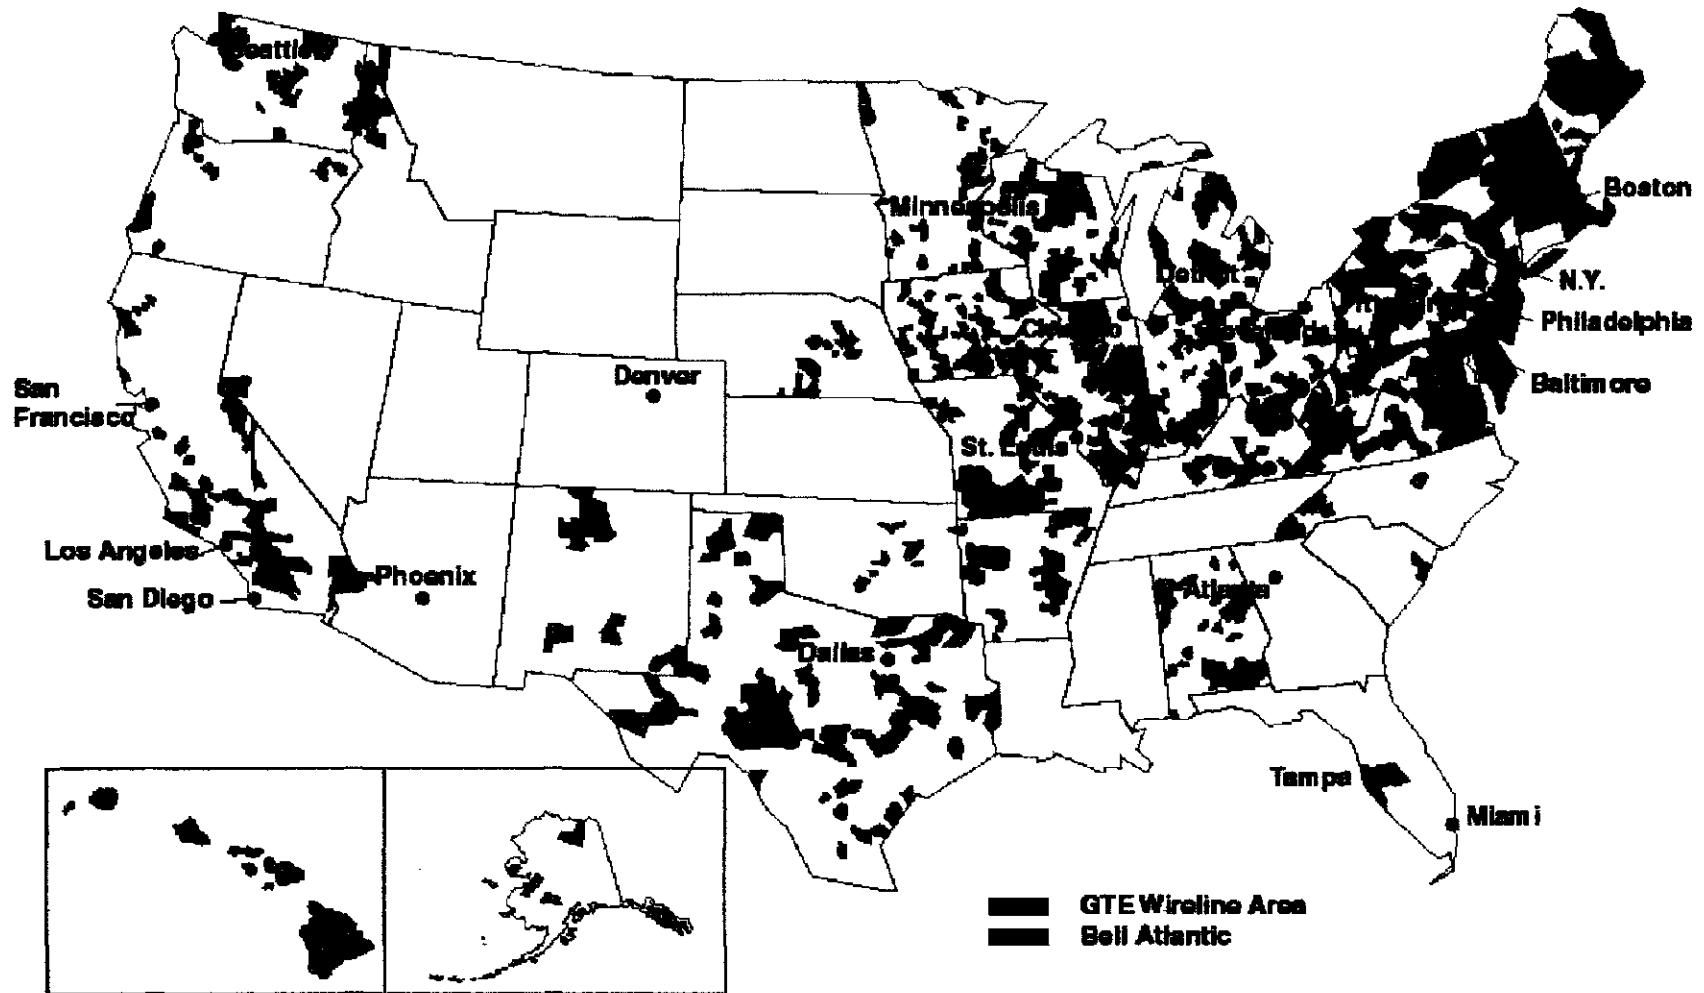 Seattle
Boston
Minneapolis
Detroit
N.Y.
Philadelphia
Denver
San
Francisco
Baltimore
St. Louis
Los Angeles
Phoenix
San Diego
Atlanta
Dallas
Tampa
Miami
GTE Wireline Area
Bell Atlantic